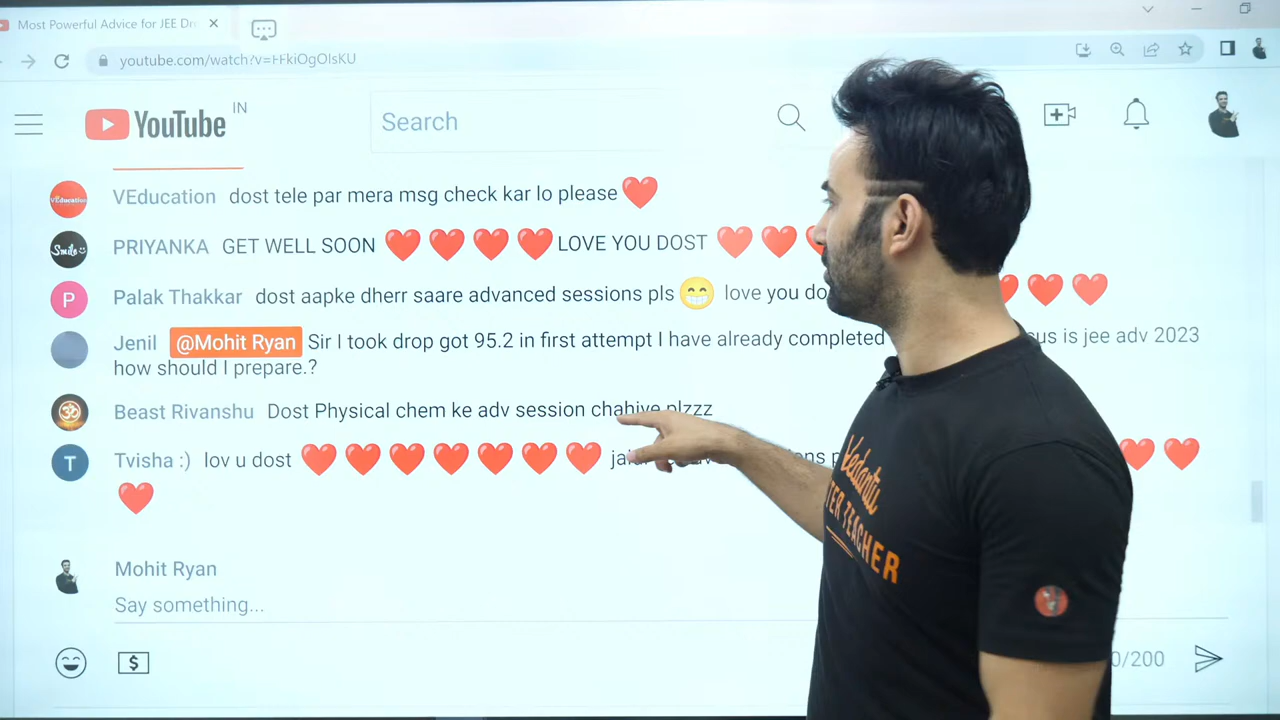 Most Powerful Advice for JEE Dr
youtube.com/watch?v=FFkiOgOIsKU
YouTube IN
Search
VEducation dost tele par mera msg check kar lo please ❤️
Smile
PRIYANKA GET WELL SOON ❤️❤️❤️❤️ LOVE YOU DOST ❤️❤️❤️
P
Palak Thakkar dost aapke dherr saare advanced sessions pls 😁 love you do ❤️❤️❤️
Jenil @Mohit Ryan Sir I took drop got 95.2 in first attempt I have already completed us is jee adv 2023
how should I prepare.?
Beast Rivanshu Dost Physical chem ke adv session chahiye plzzz
T
Tvisha :) lov u dost ❤️❤️❤️❤️❤️❤️❤️ ❤️❤️
❤️
Mohit Ryan
Say something...
$
0/200
Vedantu
TER TEACHER